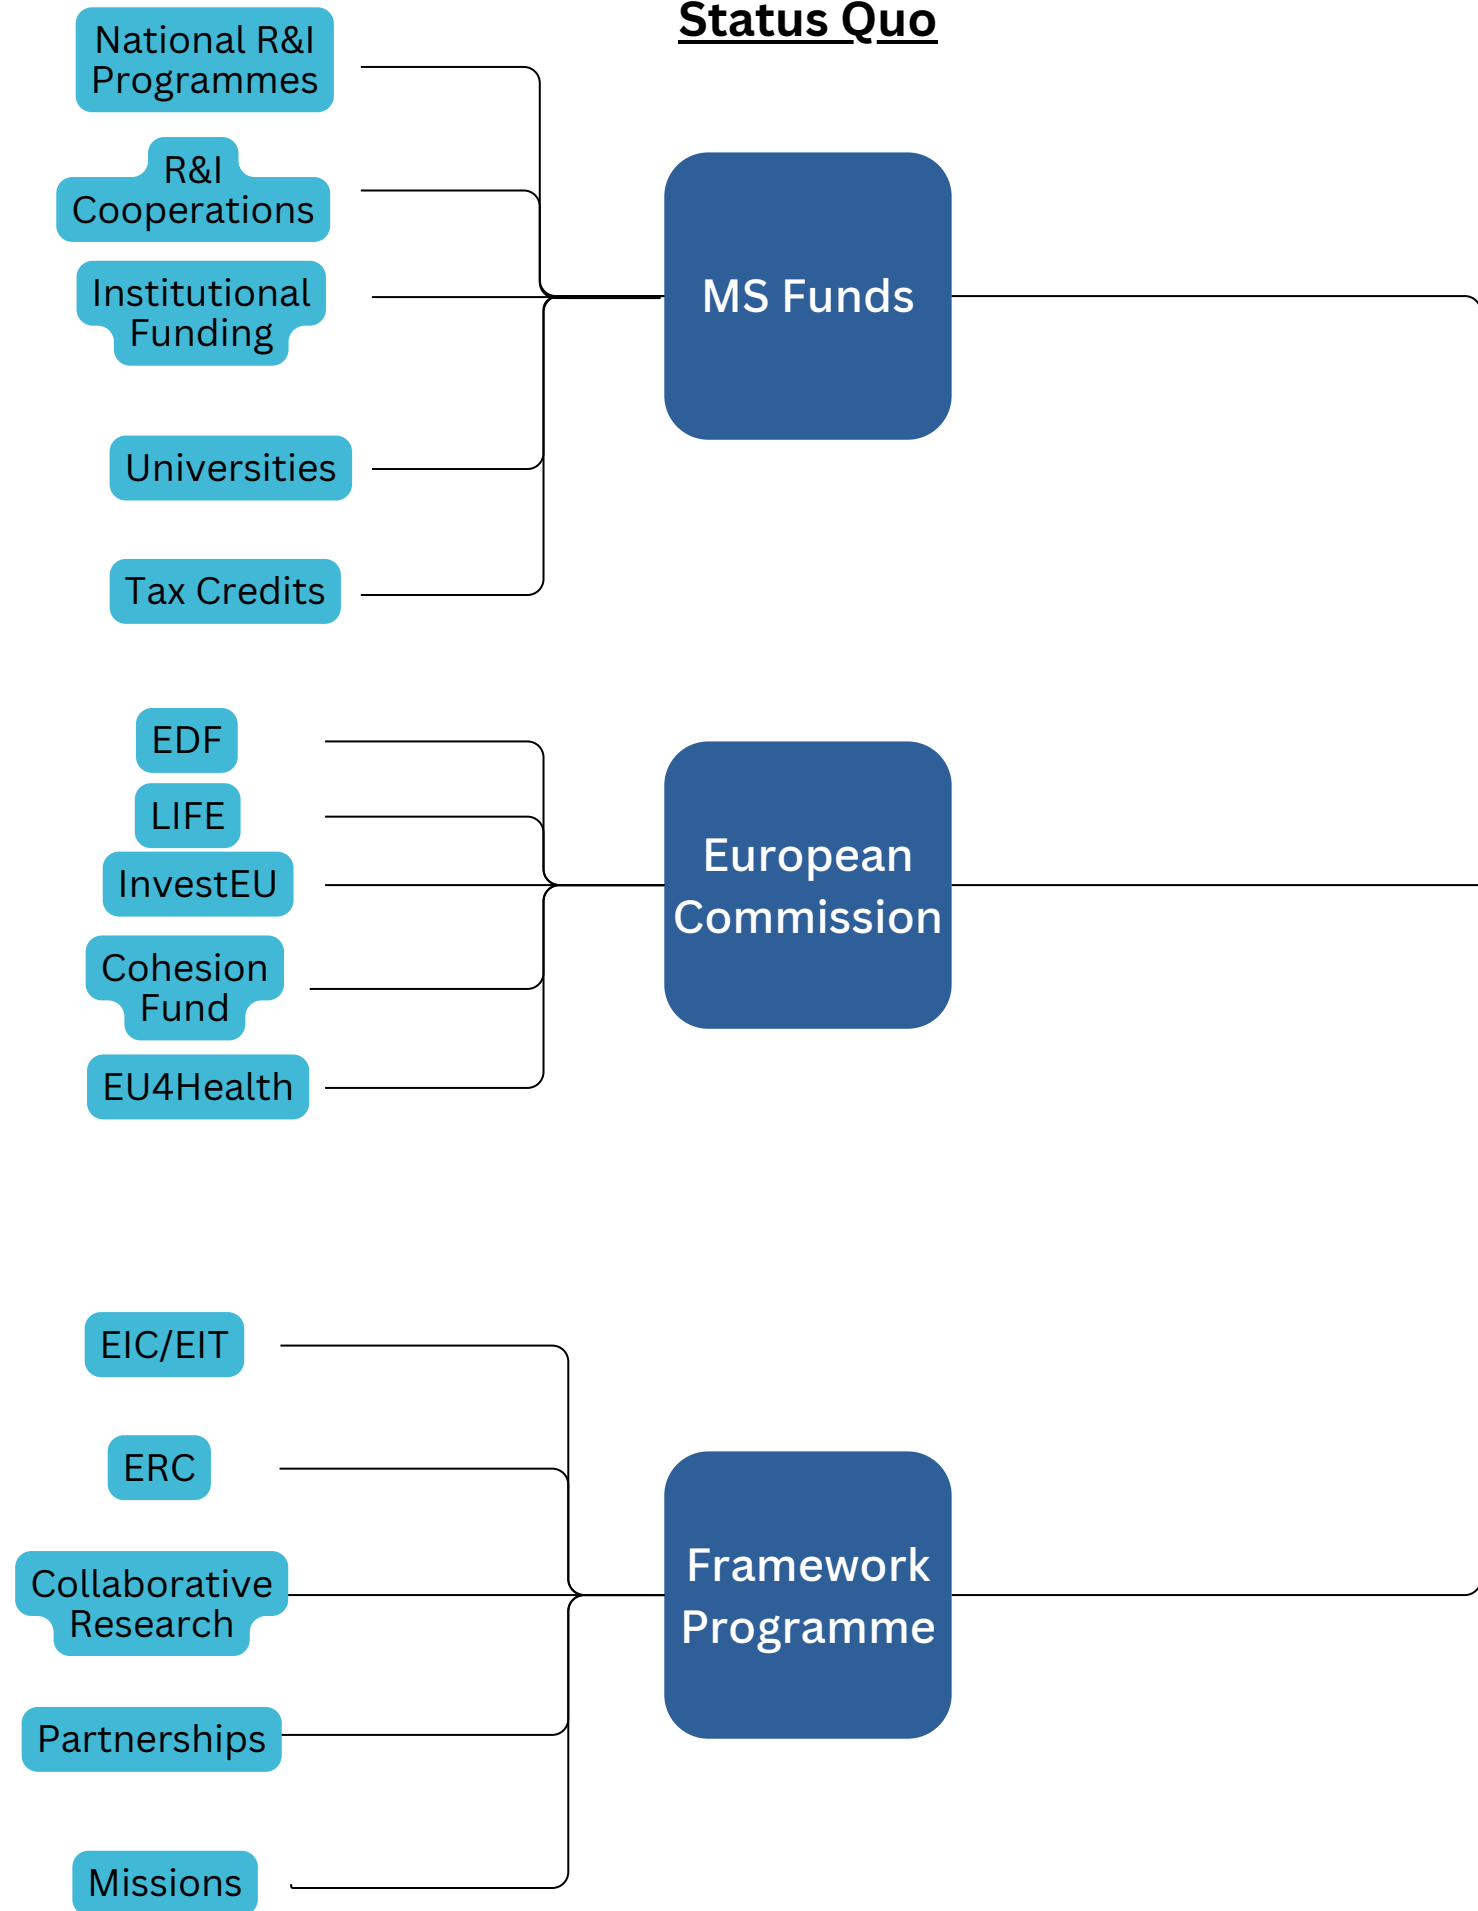 Status Quo
National R&I
Programmes
R&I
Cooperations
Institutional
Funding
Universities
Tax Credits
MS Funds
EDF
LIFE
InvestEU
Cohesion
Fund
EU4Health
European
Commission
EIC/EIT
ERC
Collaborative
Research
Partnerships
Missions
Framework
Programme